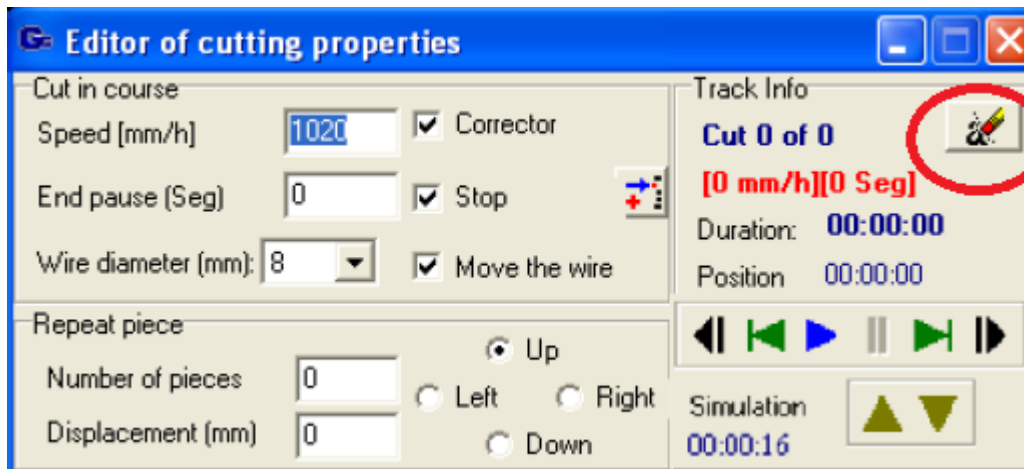 Editor of cutting properties
Cut in course
Speed [mm/h] 1020 Corrector
End pause (Seg) 0 Stop
Wire diameter (mm): 8 Move the wire
Repeat piece
Number of pieces 0
Displacement (mm) 0
Up
Left Right
Down
Track Info
Cut 0 of 0
[0 mm/h][0 Seg]
Duration: 00:00:00
Position 00:00:00
Simulation
00:00:16